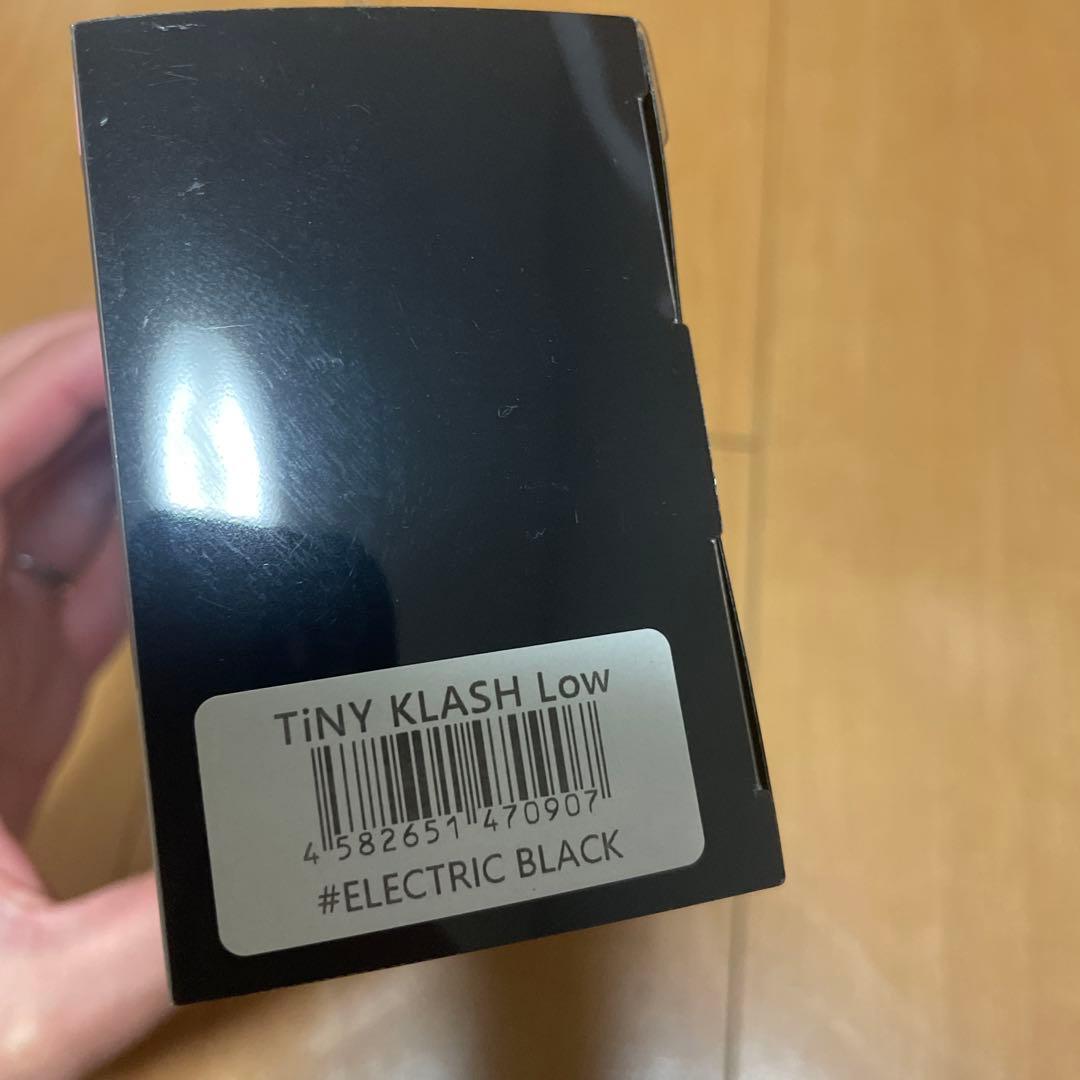 TiNY KLASH Low
4 582651 470907
#ELECTRIC BLACK